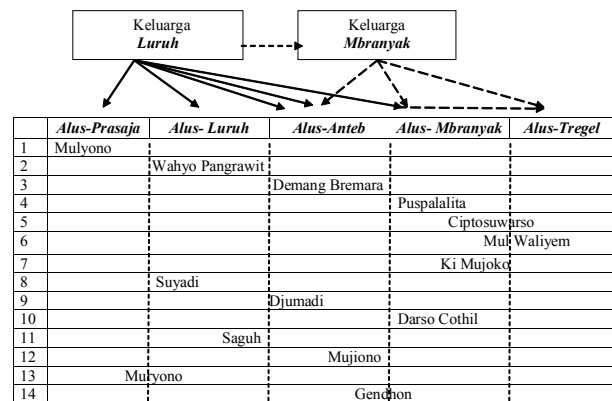 Keluarga Keluarga
Luruh Mbranyak
Alus-Prasaja Alus- Luruh Alus-Anteb Alus- Mbranyak Alus-Tregel
1 Mulyono
2 Wahyo Pangrawit
3 Demang Bremara
4 Puspalalita
5 Ciptosuwarso
6 Mul Waliyem
7 Ki Mujoko
8 Suyadi
9 Djumadi
10 Darso Cothil
11 Saguh
12 Mujiono
13 Muryono
14 Gendhon